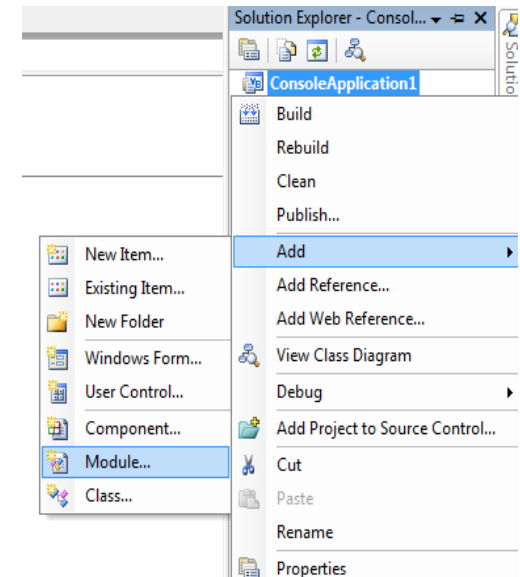 Solution Explorer - Consol...
Solutio
ConsoleApplication1
Build
Rebuild
Clean
Publish...
Add
Add Reference...
Add Web Reference...
View Class Diagram
Debug
Add Project to Source Control...
Cut
Paste
Rename
Properties
New Item...
Existing Item...
New Folder
Windows Form...
User Control...
Component...
Module...
Class...